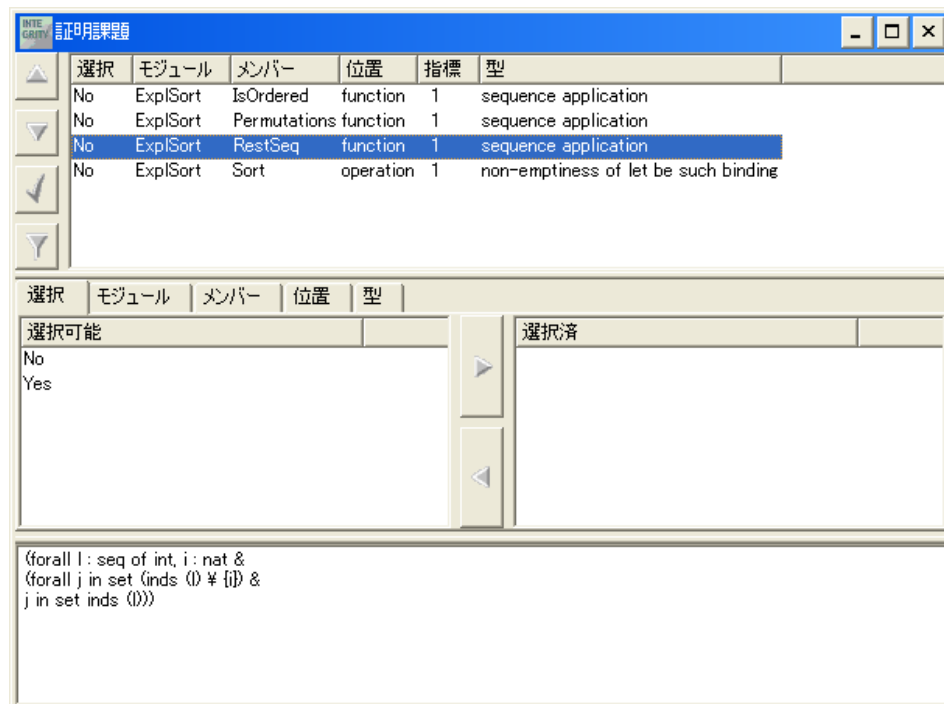 INTE
GRITY 証明課題
選択 モジュール メンバー 位置 指標 型
No ExplSort IsOrdered function 1 sequence application
No ExplSort Permutations function 1 sequence application
No ExplSort RestSeq function 1 sequence application
No ExplSort Sort operation 1 non-emptiness of let be such binding
選択 モジュール メンバー 位置 型
選択可能 選択済
No
Yes
(forall l : seq of int, i : nat &
(forall j in set (inds (l) ¥ {i}) &
j in set inds (l)))